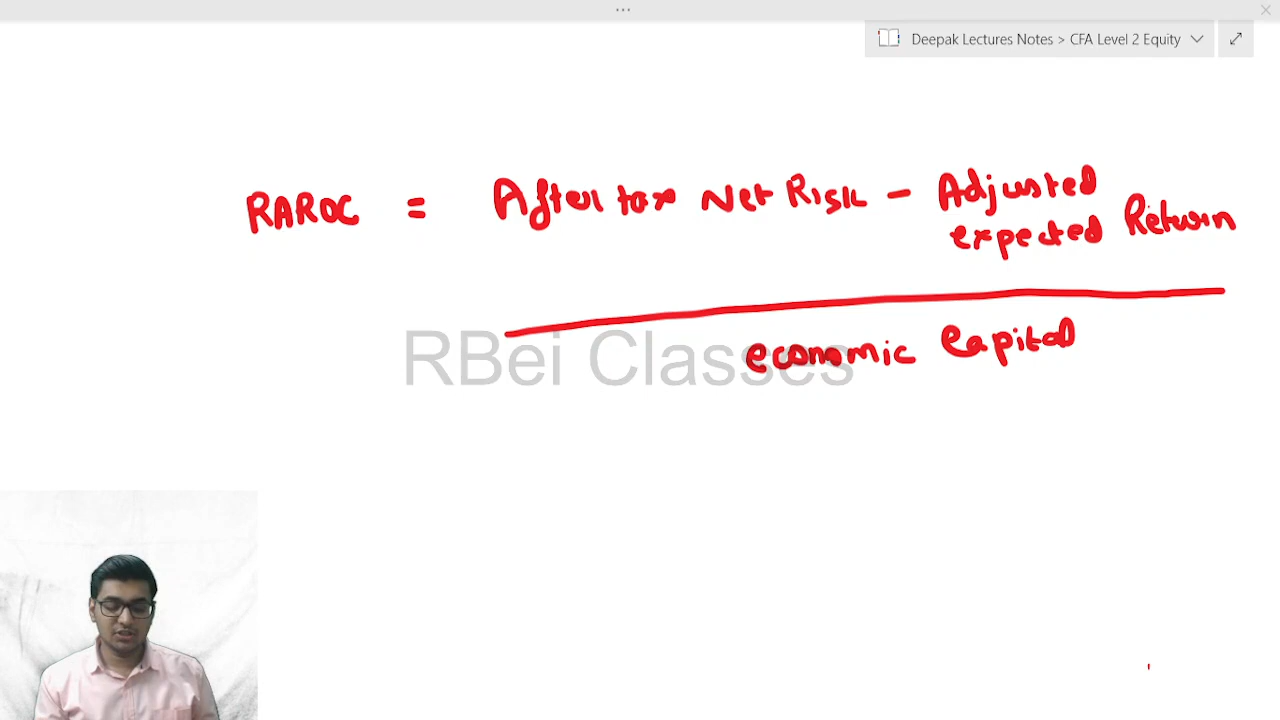 Deepak Lectures Notes > CFA Level 2 Equity
RAROC = After tax Net Risk - Adjusted
expected Return
economic Capital
RBei Classes